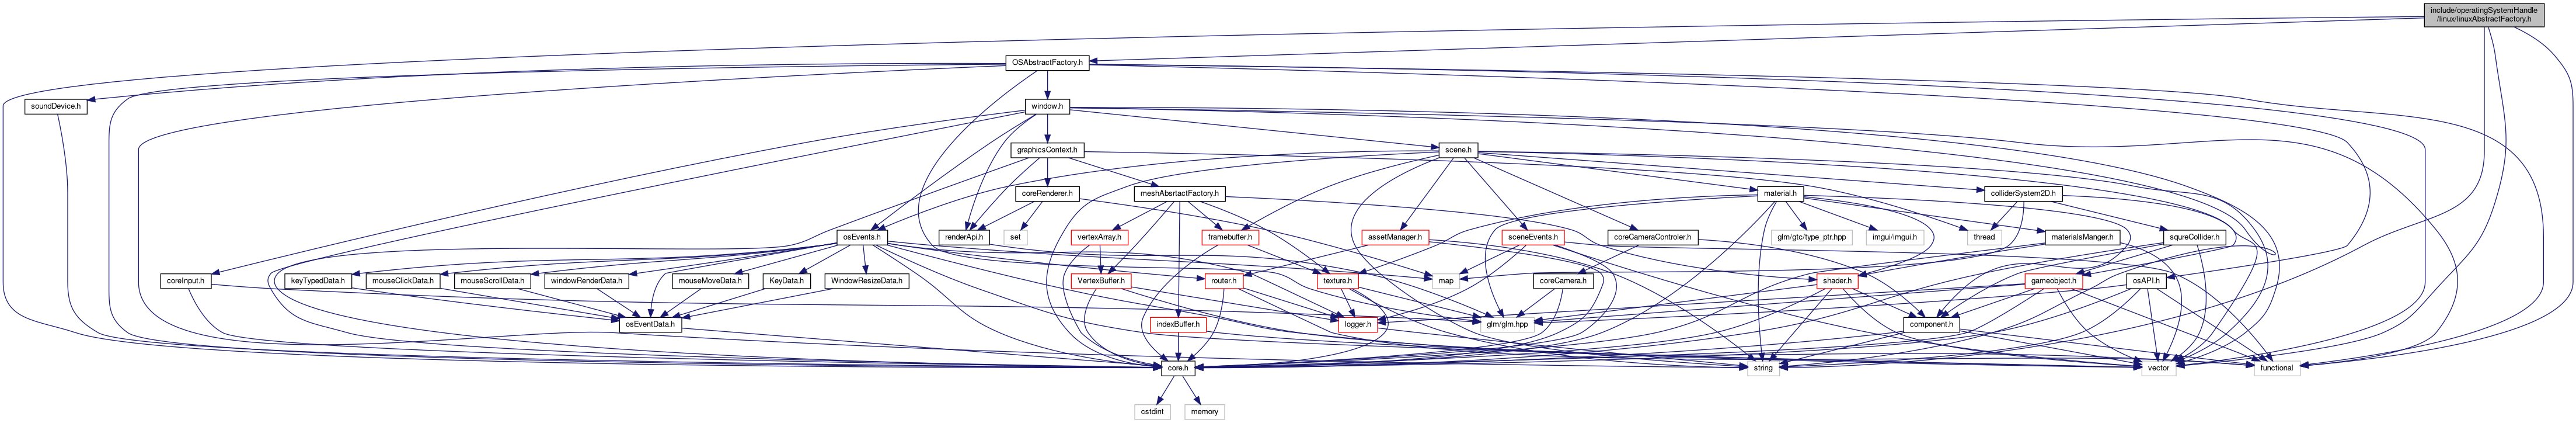 include/operatingSystemHandle
/linux/linuxAbstractFactory.h
OSAbstractFactory.h
soundDevice.h
window.h
graphicsContext.h
scene.h
coreRenderer.h
meshAbsrtactFactory.h
material.h
colliderSystem2D.h
osEvents.h
renderApi.h
set
vertexArray.h
framebuffer.h
assetManager.h
sceneEvents.h
coreCameraControler.h
glm/gtc/type_ptr.hpp
imgui/imgui.h
thread
materialsManger.h
squreCollider.h
coreInput.h
keyTypedData.h
mouseClickData.h
mouseScrollData.h
windowRenderData.h
mouseMoveData.h
KeyData.h
WindowResizeData.h
VertexBuffer.h
router.h
texture.h
map
coreCamera.h
shader.h
gameobject.h
osAPI.h
osEventData.h
indexBuffer.h
logger.h
glm/glm.hpp
component.h
core.h
string
vector
functional
cstdint
memory